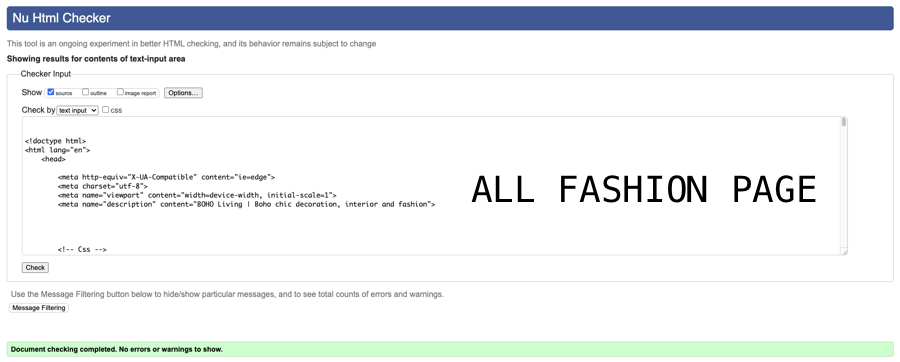 Nu Html Checker
This tool is an ongoing experiment in better HTML checking, and its behavior remains subject to change
Showing results for contents of text-input area
Checker Input
Show source outline image report Options...
Check by text input css
<!doctype html>
<html lang="en">
<head>
<meta http-equiv="X-UA-Compatible" content="ie=edge">
<meta charset="utf-8">
<meta name="viewport" content="width=device-width, initial-scale=1">
<meta name="description" content="BOHO Living | Boho chic decoration, interior and fashion">
ALL FASHION PAGE
<!-- Css -->
Check
Use the Message Filtering button below to hide/show particular messages, and to see total counts of errors and warnings.
Message Filtering
Document checking completed. No errors or warnings to show.